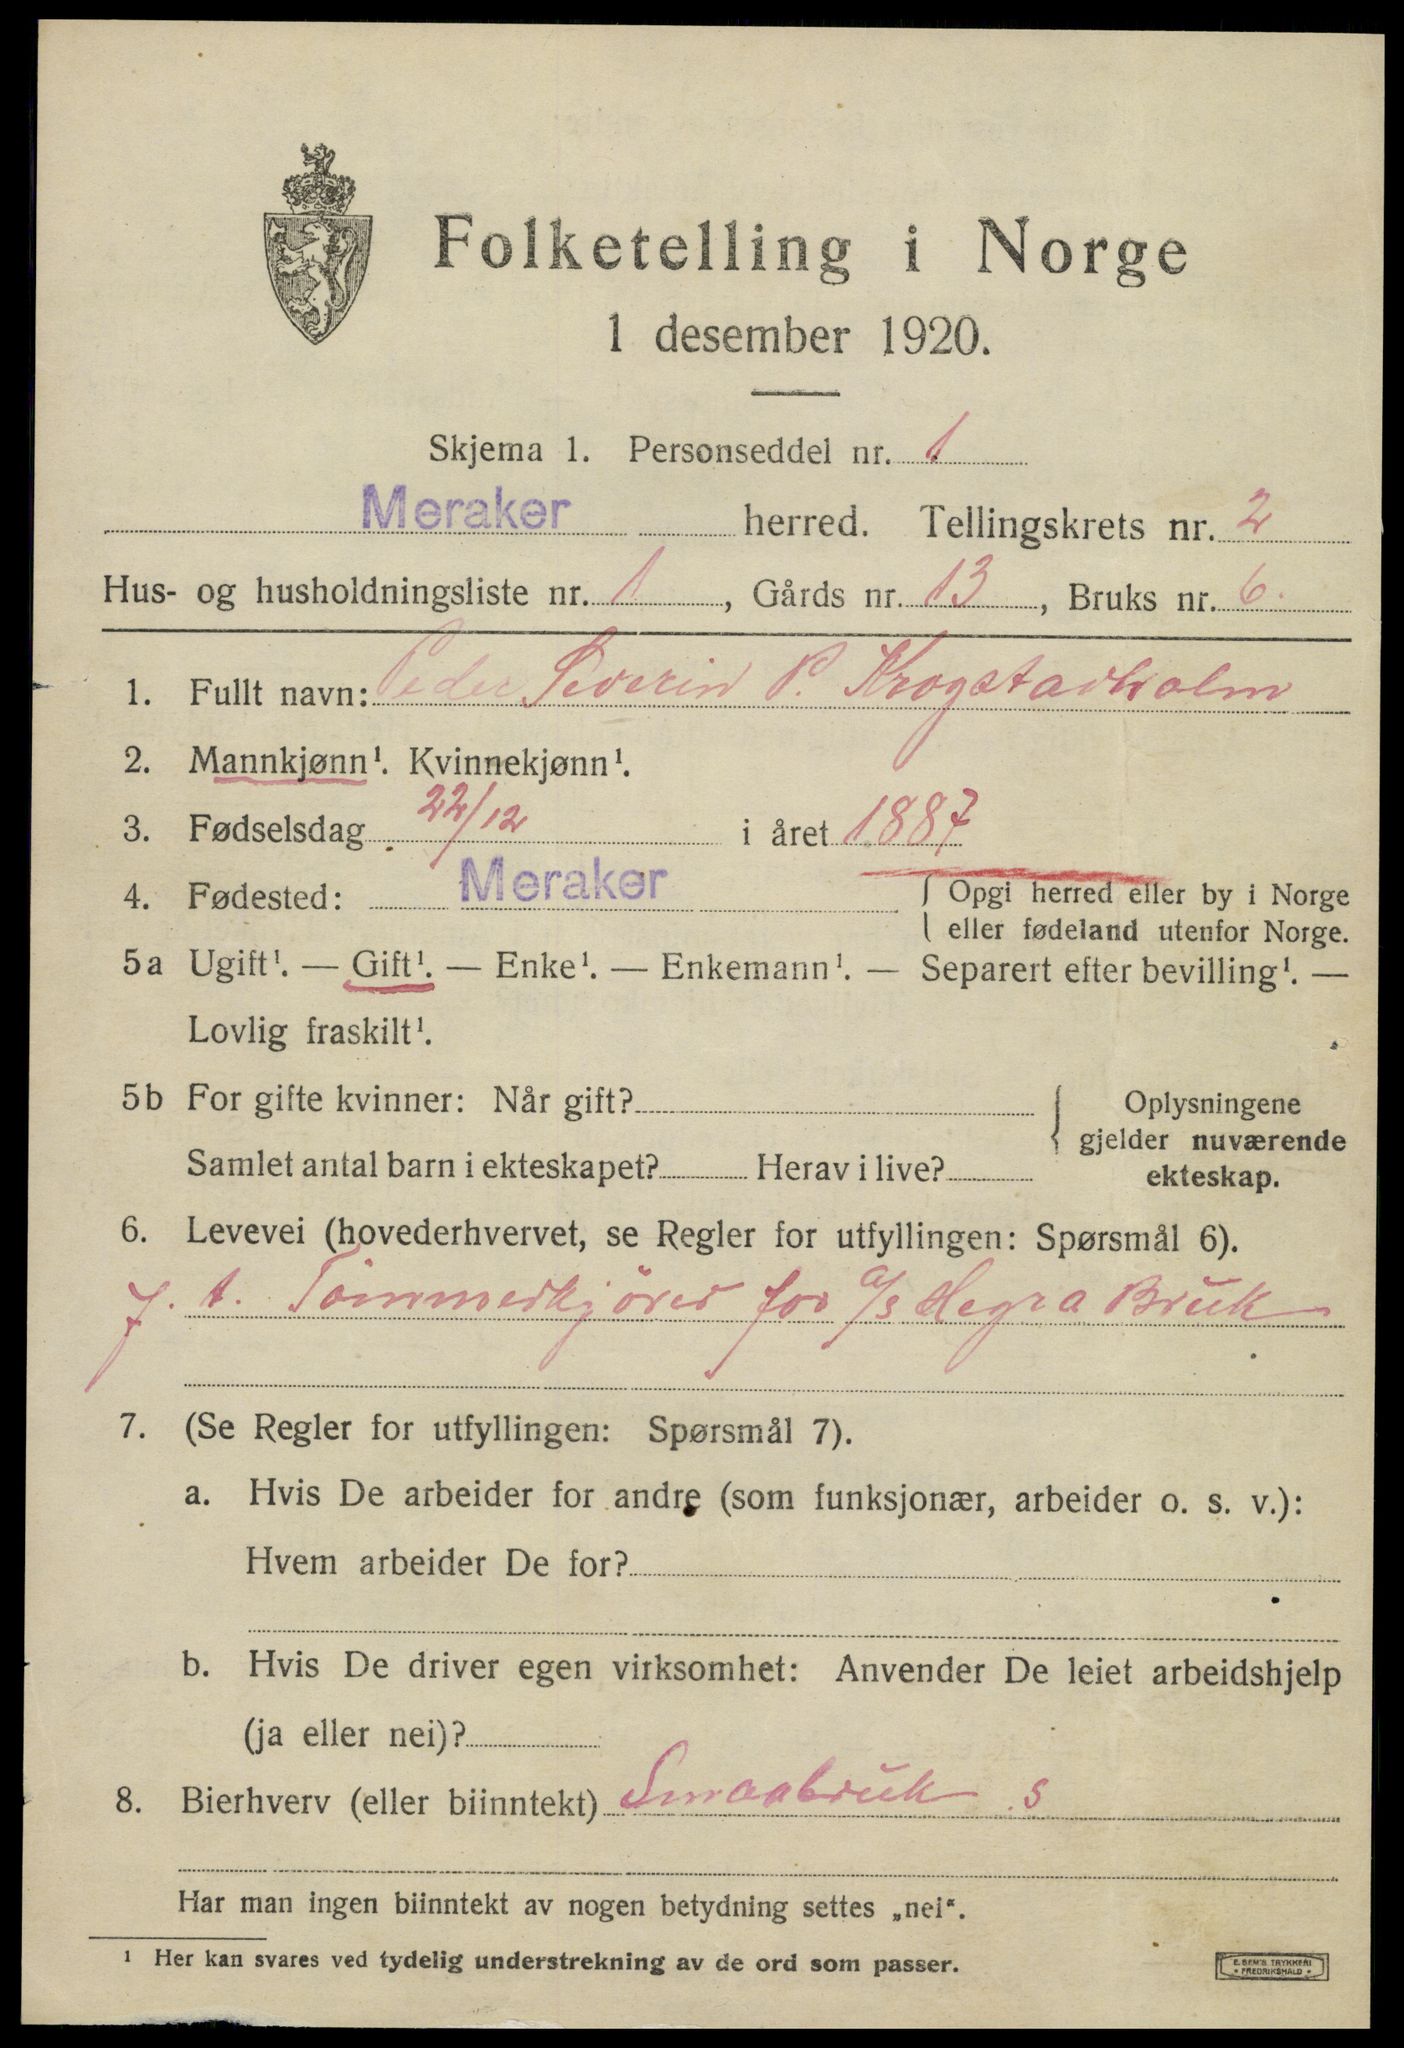 Folketelling i Norge
1 desember 1920.
Skjema 1. Personseddel nr. 1
Meraker herred. Tellingskrets nr. 2
Hus- og husholdningsliste nr. 1, Gårds nr. 13, Bruks nr. 6.
1. Fullt navn: Peder Severin P. Krogstadholm
2. Mannkjønn¹. Kvinnekjønn¹.
3. Fødselsdag 22/12 i året 1887
4. Fødested: Meraker { Opgi herred eller by i Norge
eller fødeland utenfor Norge.
5a Ugift¹. — Gift¹. — Enke¹. — Enkemann¹. — Separert efter bevilling¹. —
Lovlig fraskilt¹.
5b For gifte kvinner: Når gift? { Oplysningene
gjelder nuværende
Samlet antal barn i ekteskapet? Herav i live? ekteskap.
6. Levevei (hovederhvervet, se Regler for utfyllingen: Spørsmål 6).
f. t. Tømmerkjører for a/s Hegra Bruk
7. (Se Regler for utfyllingen: Spørsmål 7).
a. Hvis De arbeider for andre (som funksjonær, arbeider o. s. v.):
Hvem arbeider De for?
b. Hvis De driver egen virksomhet: Anvender De leiet arbeidshjelp
(ja eller nei)?
8. Bierhverv (eller biinntekt) Smaabruk s
Har man ingen biinntekt av nogen betydning settes „nei“.
¹ Her kan svares ved tydelig understrekning av de ord som passer.
E. SEM'S TRYKKERI
• FREDRIKSHALD •